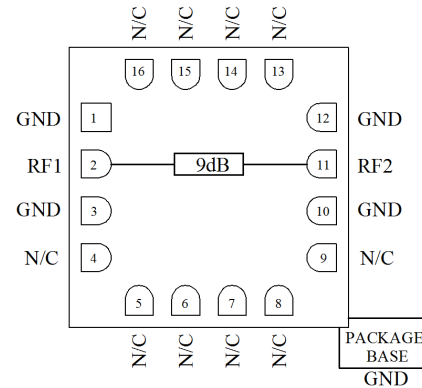 N/C N/C N/C N/C
16 15 14 13
GND 1 12 GND
RF1 2 9dB 11 RF2
GND 3 10 GND
N/C 4 9 N/C
5 6 7 8
N/C N/C N/C N/C
PACKAGE
BASE
GND